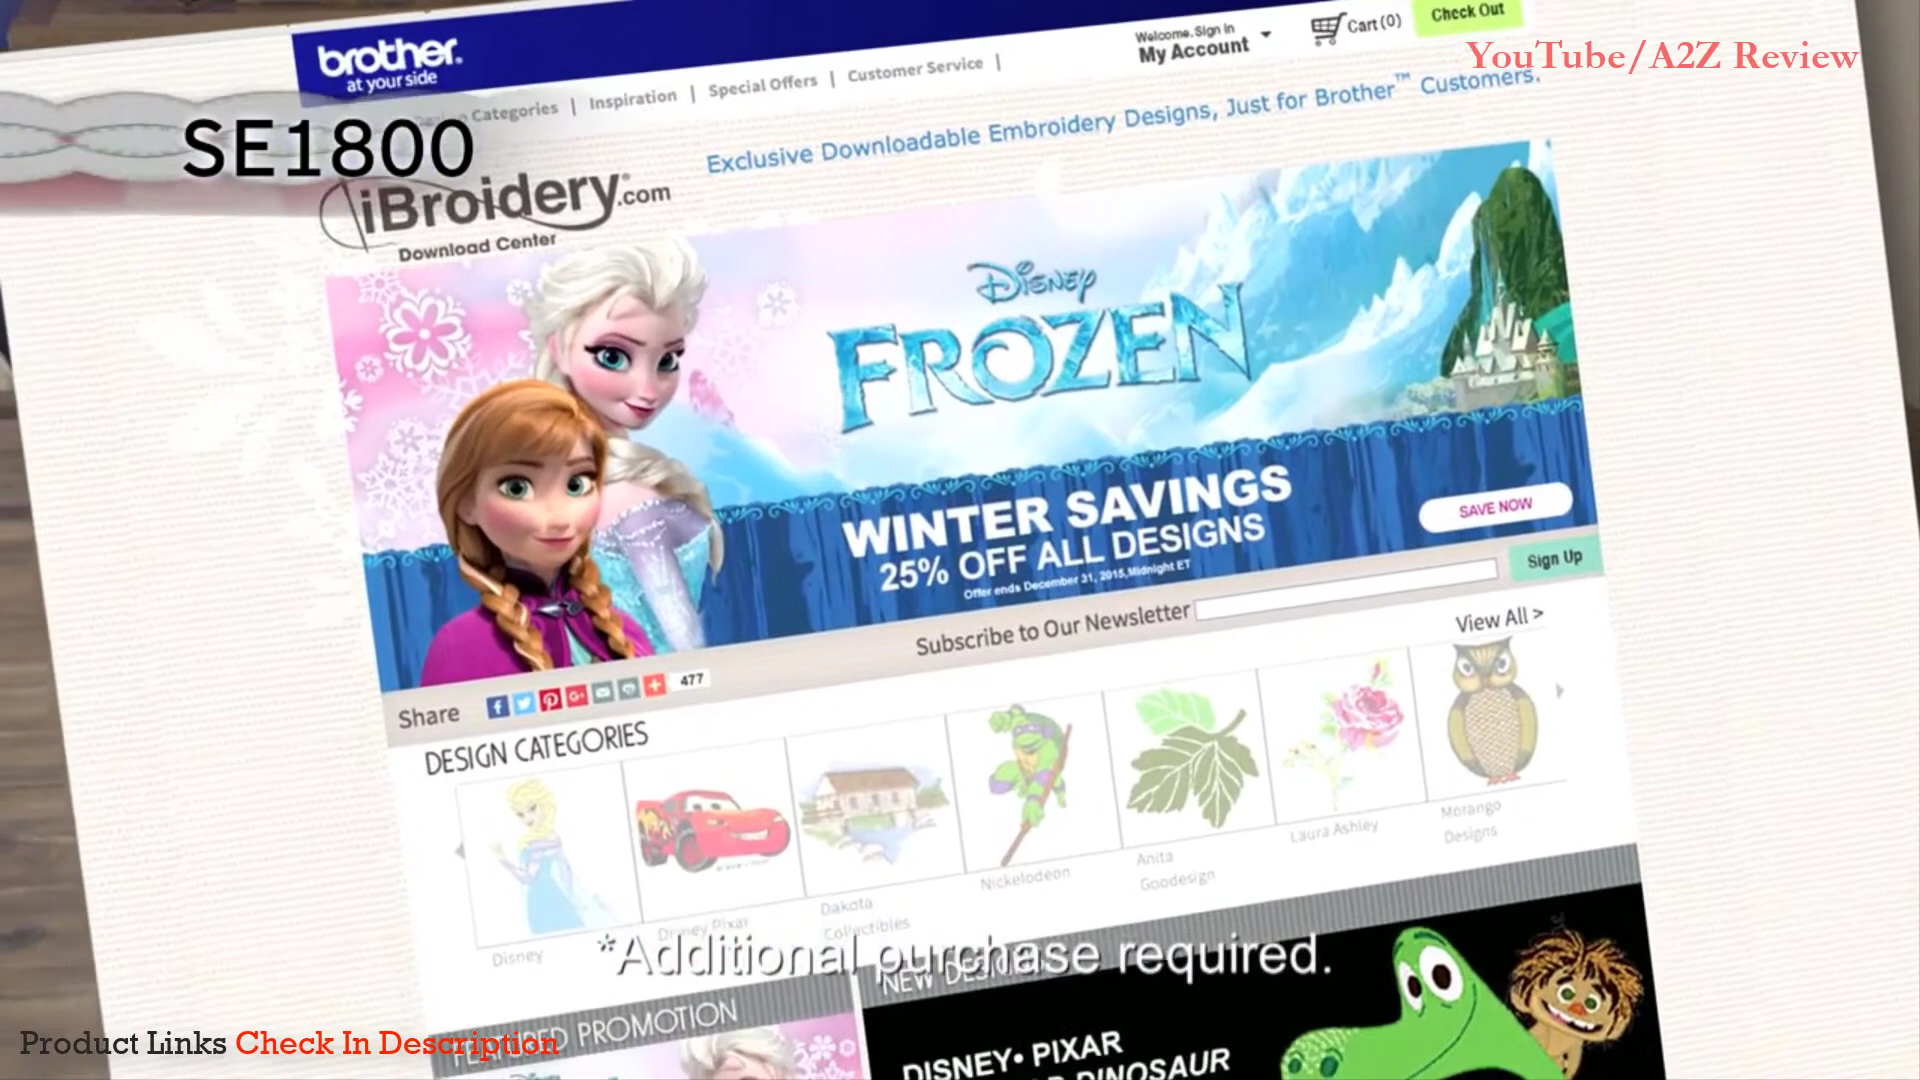 brother
at your side
Welcome. Sign in
My Account
Cart (0)
Check Out
YouTube/A2Z Review
Categories | Inspiration | Special Offers | Customer Service |
SE1800
iBroidery.com
Download Center
Exclusive Downloadable Embroidery Designs, Just for Brother™ Customers.
Disney
FROZEN
WINTER SAVINGS
25% OFF ALL DESIGNS
Offer ends December 31, 2015, Midnight ET
SAVE NOW
Subscribe to Our Newsletter
Sign Up
Share
477
View All >
DESIGN CATEGORIES
Disney
Disney Pixar
Dakota
Collectibles
Nickelodeon
Anita
Goodesign
Laura Ashley
Morango
Designs
*Additional purchase required.
NEW
PROMOTION
DISNEY• PIXAR
DINOSAUR
Product Links Check In Description